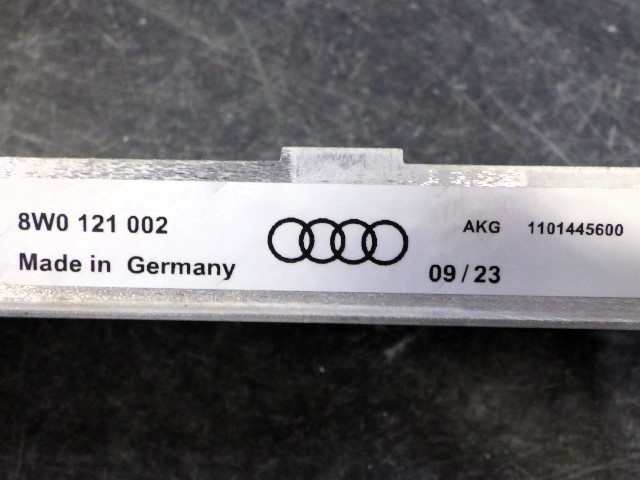 8W0 121 002
Made in Germany
AKG 1101445600
09 / 23